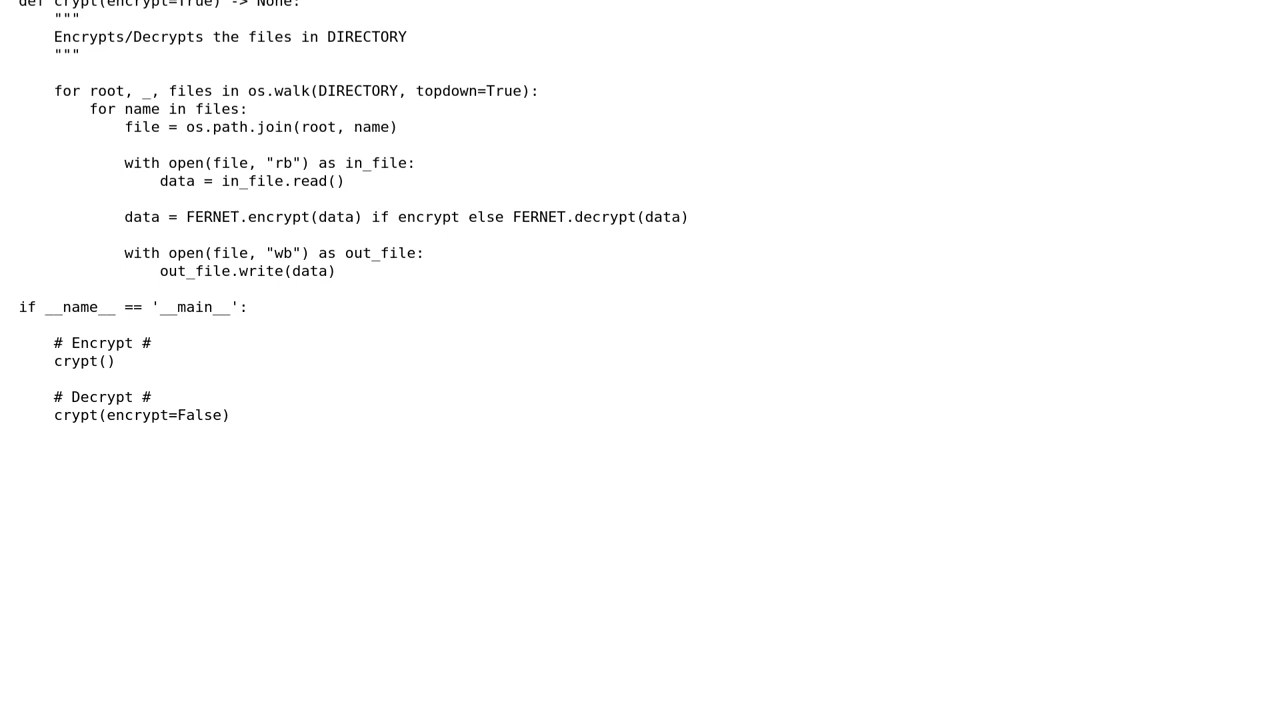 def crypt(encrypt=True) -> None:
    """
    Encrypts/Decrypts the files in DIRECTORY
    """

    for root, _, files in os.walk(DIRECTORY, topdown=True):
        for name in files:
            file = os.path.join(root, name)

            with open(file, "rb") as in_file:
                data = in_file.read()

            data = FERNET.encrypt(data) if encrypt else FERNET.decrypt(data)

            with open(file, "wb") as out_file:
                out_file.write(data)

if __name__ == '__main__':

    # Encrypt #
    crypt()

    # Decrypt #
    crypt(encrypt=False)